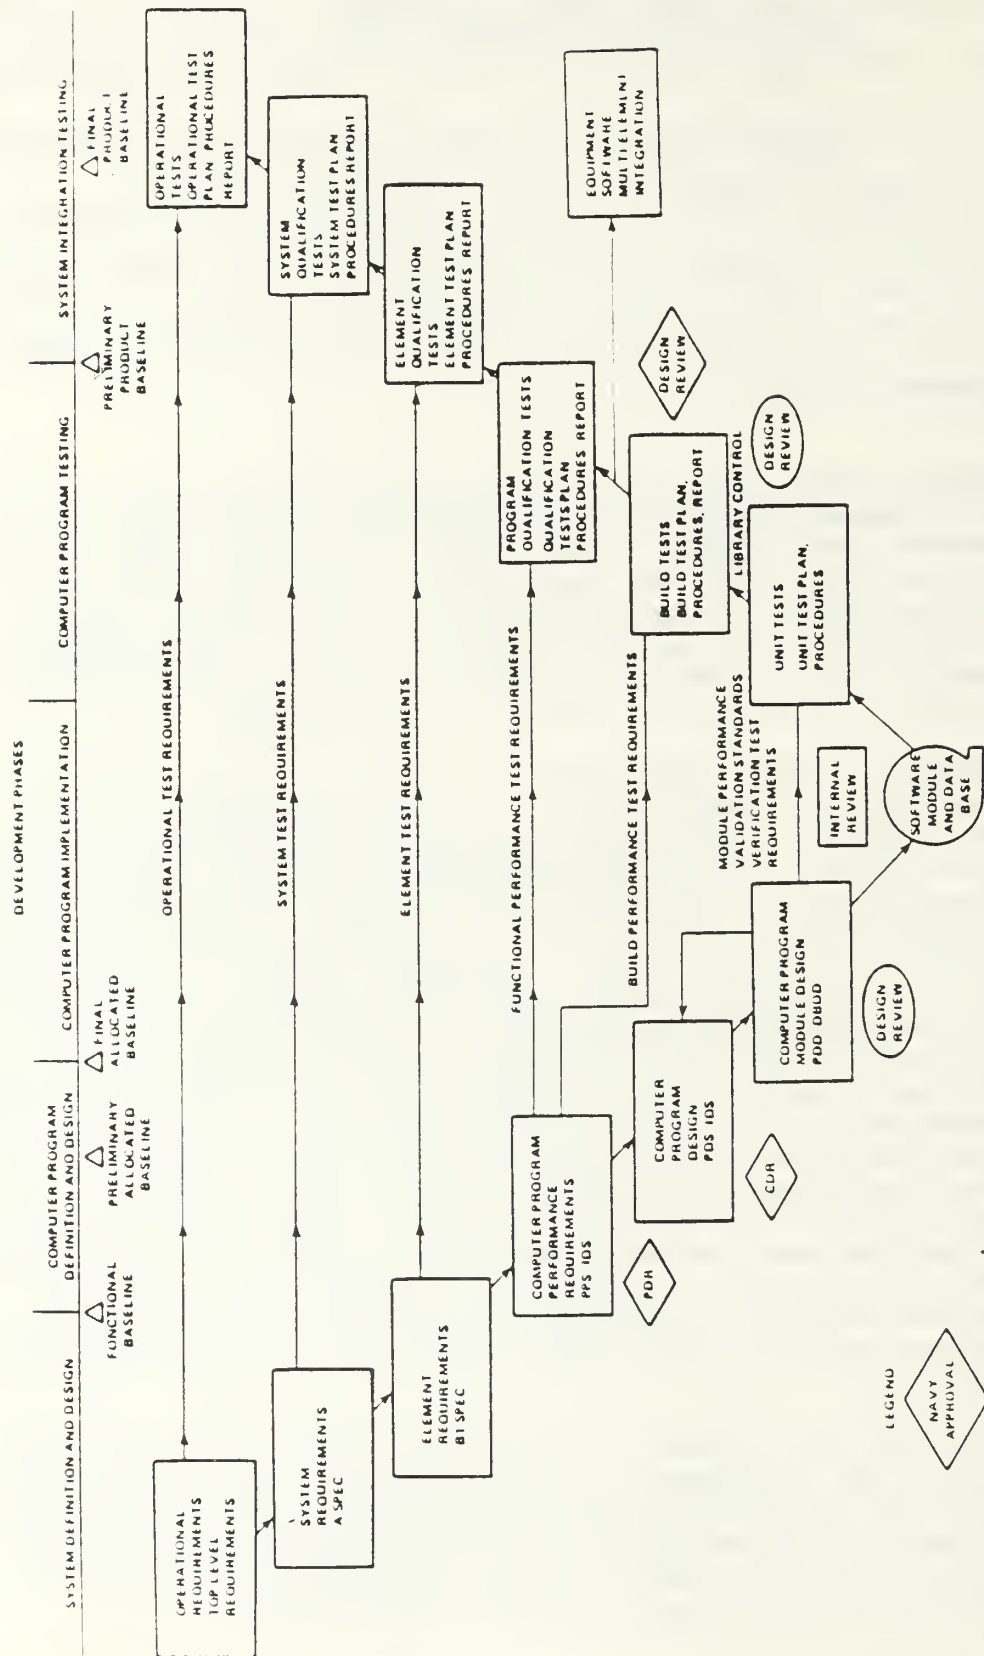 DEVELOPMENT PHASES
SYSTEM DEFINITION AND DESIGN
COMPUTER PROGRAM
DEFINITION AND DESIGN
COMPUTER PROGRAM IMPLEMENTATION
COMPUTER PROGRAM TESTING
SYSTEM INTEGRATION TESTING
FUNCTIONAL
BASELINE
PRELIMINARY
ALLOCATED
BASELINE
FINAL
ALLOCATED
BASELINE
PRELIMINARY
PRODUCT
BASELINE
FINAL
PRODUCT
BASELINE
OPERATIONAL
REQUIREMENTS
TOP LEVEL
REQUIREMENTS
OPERATIONAL TEST REQUIREMENTS
OPERATIONAL
TESTS
OPERATIONAL TEST
PLAN PROCEDURES
REPORT
SYSTEM
REQUIREMENTS
A SPEC
SYSTEM TEST REQUIREMENTS
SYSTEM
QUALIFICATION
TESTS
SYSTEM TEST PLAN
PROCEDURES REPORT
ELEMENT
REQUIREMENTS
B1 SPEC
ELEMENT TEST REQUIREMENTS
ELEMENT
QUALIFICATION
TESTS
ELEMENT TEST PLAN
PROCEDURES REPORT
COMPUTER PROGRAM
PERFORMANCE
REQUIREMENTS
PPS IDS
FUNCTIONAL PERFORMANCE TEST REQUIREMENTS
PROGRAM
QUALIFICATION TESTS
QUALIFICATION
TESTS PLAN
PROCEDURES REPORT
EQUIPMENT
SOFTWARE
MULTI ELEMENT
INTEGRATION
PDR
COMPUTER
PROGRAM
DESIGN
PDS IDS
BUILD PERFORMANCE TEST REQUIREMENTS
BUILD TESTS
BUILD TEST PLAN,
PROCEDURES, REPORT
DESIGN
REVIEW
LIBRARY CONTROL
CDR
COMPUTER PROGRAM
MODULE DESIGN
PDD DBDD
MODULE PERFORMANCE
VALIDATION STANDARDS
VERIFICATION TEST
REQUIREMENTS
UNIT TESTS
UNIT TEST PLAN,
PROCEDURES
DESIGN
REVIEW
INTERNAL
REVIEW
DESIGN
REVIEW
SOFTWARE
MODULE
AND DATA
BASE
LEGEND
NAVY
APPROVAL